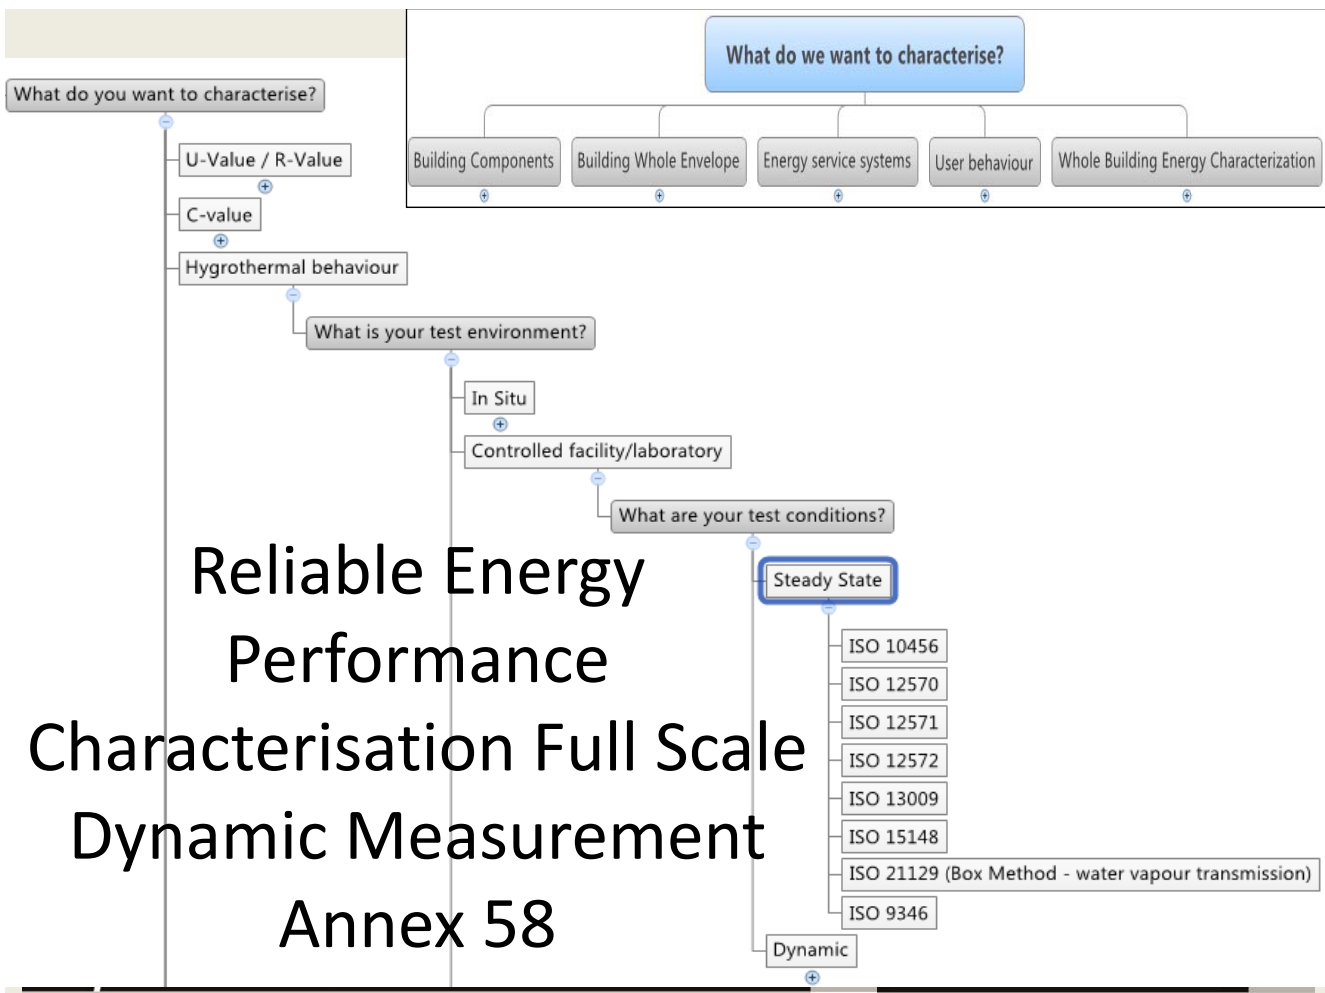 What do we want to characterise?
Building Components
Building Whole Envelope
Energy service systems
User behaviour
Whole Building Energy Characterization
What do you want to characterise?
U-Value / R-Value
C-value
Hygrothermal behaviour
What is your test environment?
In Situ
Controlled facility/laboratory
What are your test conditions?
Steady State
ISO 10456
ISO 12570
ISO 12571
ISO 12572
ISO 13009
ISO 15148
ISO 21129 (Box Method - water vapour transmission)
ISO 9346
Dynamic
Reliable Energy
Performance
Characterisation Full Scale
Dynamic Measurement
Annex 58